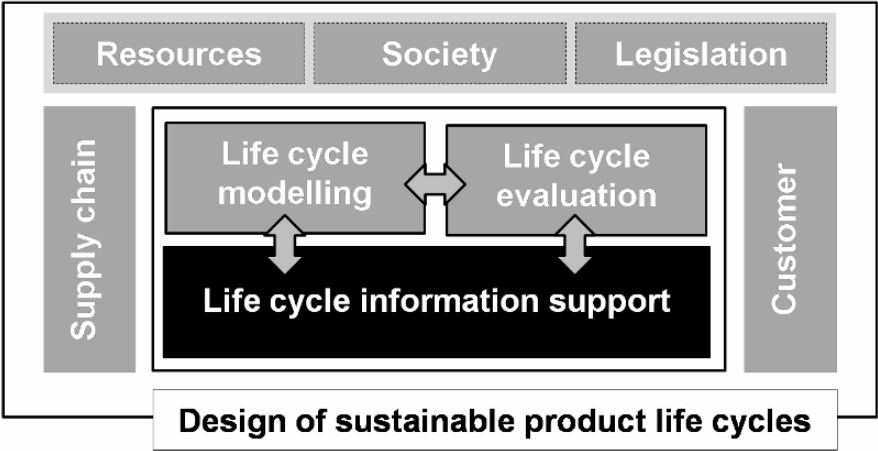 Resources
Society
Legislation
Supply chain
Life cycle
modelling
Life cycle
evaluation
Life cycle information support
Customer
Design of sustainable product life cycles